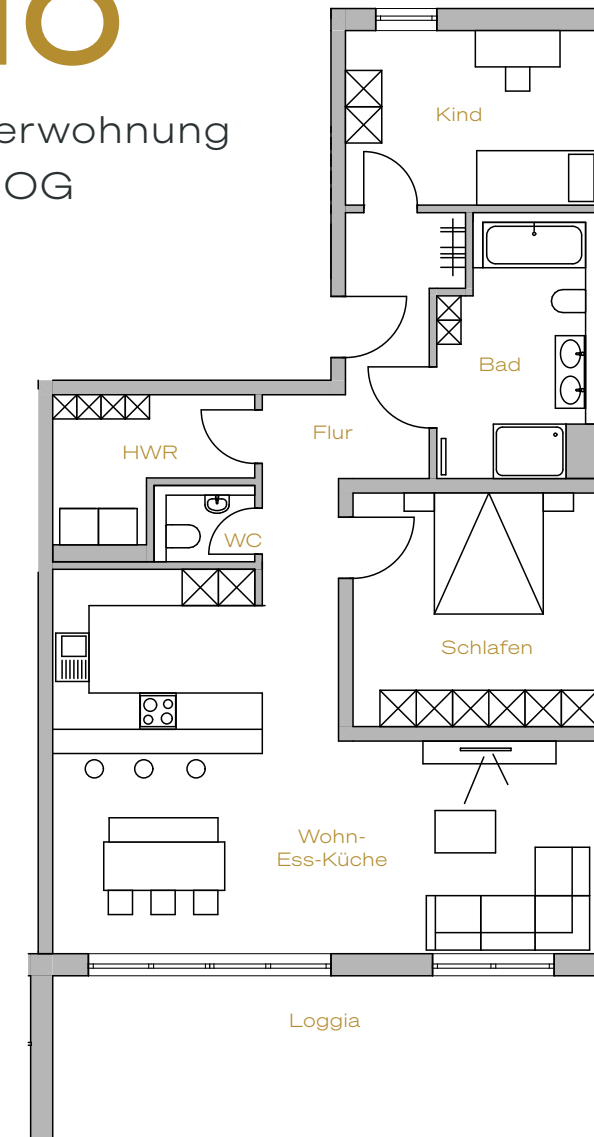 erwohnung
OG
Kind
Bad
Flur
HWR
WC
Schlafen
Wohn-
Ess-Küche
Loggia